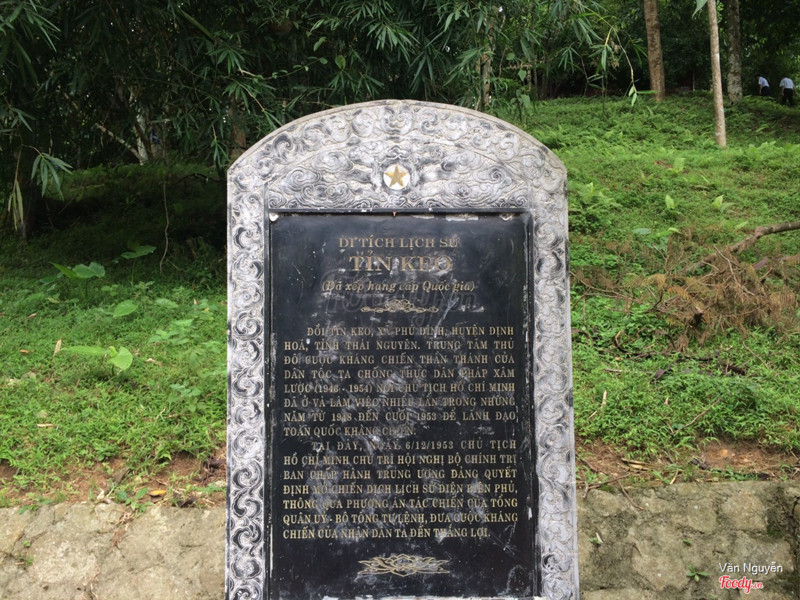 DI TÍCH LỊCH SỬ
TỈN KEO
(Đã xếp hạng cấp Quốc gia)
ĐỒI TỈN KEO, XÃ PHÚ ĐÌNH, HUYỆN ĐỊNH
HOÁ, TỈNH THÁI NGUYÊN. TRUNG TÂM THỦ
ĐÔ CUỘC KHÁNG CHIẾN THẦN THÁNH CỦA
DÂN TỘC TA CHỐNG THỰC DÂN PHÁP XÂM
LƯỢC (1946 - 1954) NƠI CHỦ TỊCH HỒ CHÍ MINH
ĐÃ Ở VÀ LÀM VIỆC NHIỀU LẦN TRONG NHỮNG
NĂM TỪ 1948 ĐẾN CUỐI 1953 ĐỂ LÃNH ĐẠO
TOÀN QUỐC KHÁNG CHIẾN.
TẠI ĐÂY, NGÀY 6/12/1953 CHỦ TỊCH
HỒ CHÍ MINH CHỦ TRÌ HỘI NGHỊ BỘ CHÍNH TRỊ
BAN CHẤP HÀNH TRUNG ƯƠNG ĐẢNG QUYẾT
ĐỊNH MỞ CHIẾN DỊCH LỊCH SỬ ĐIỆN BIÊN PHỦ,
THÔNG QUA PHƯƠNG ÁN TÁC CHIẾN CỦA TỔNG
QUÂN UỶ - BỘ TỔNG TƯ LỆNH, ĐƯA CUỘC KHÁNG
CHIẾN CỦA NHÂN DÂN TA ĐẾN THẮNG LỢI.
Văn Nguyễn
Foody.vn